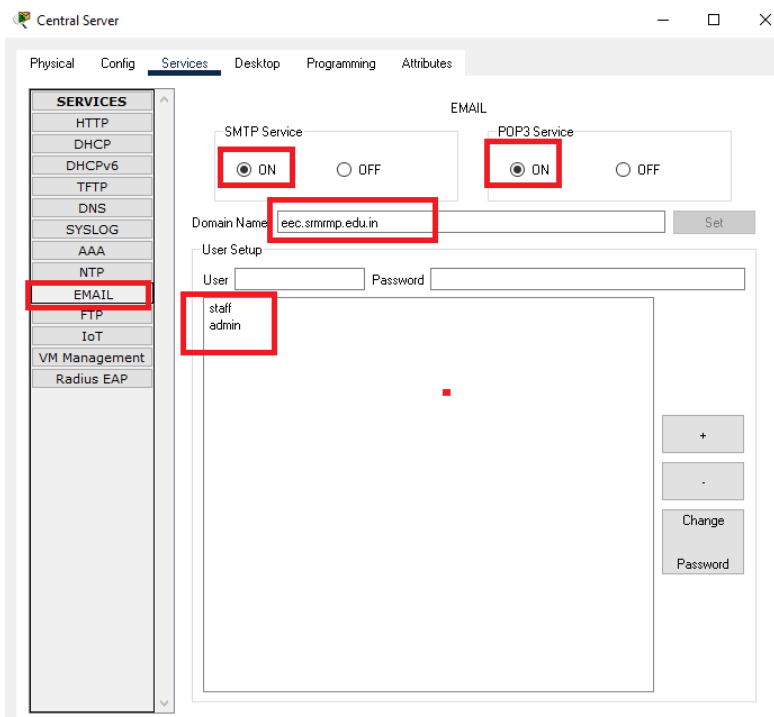 Central Server
Physical Config Services Desktop Programming Attributes
SERVICES
HTTP
DHCP
DHCPv6
TFTP
DNS
SYSLOG
AAA
NTP
EMAIL
FTP
IoT
VM Management
Radius EAP
EMAIL
SMTP Service
ON OFF
POP3 Service
ON OFF
Domain Name: eec.srmrmp.edu.in Set
User Setup
User Password
staff
admin
+
-
Change
Password